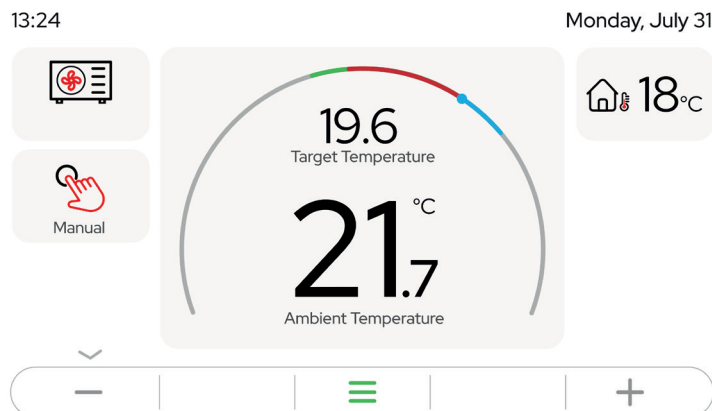 13:24
Monday, July 31
19.6
Target Temperature
18°C
Manual
21.7 °C
Ambient Temperature